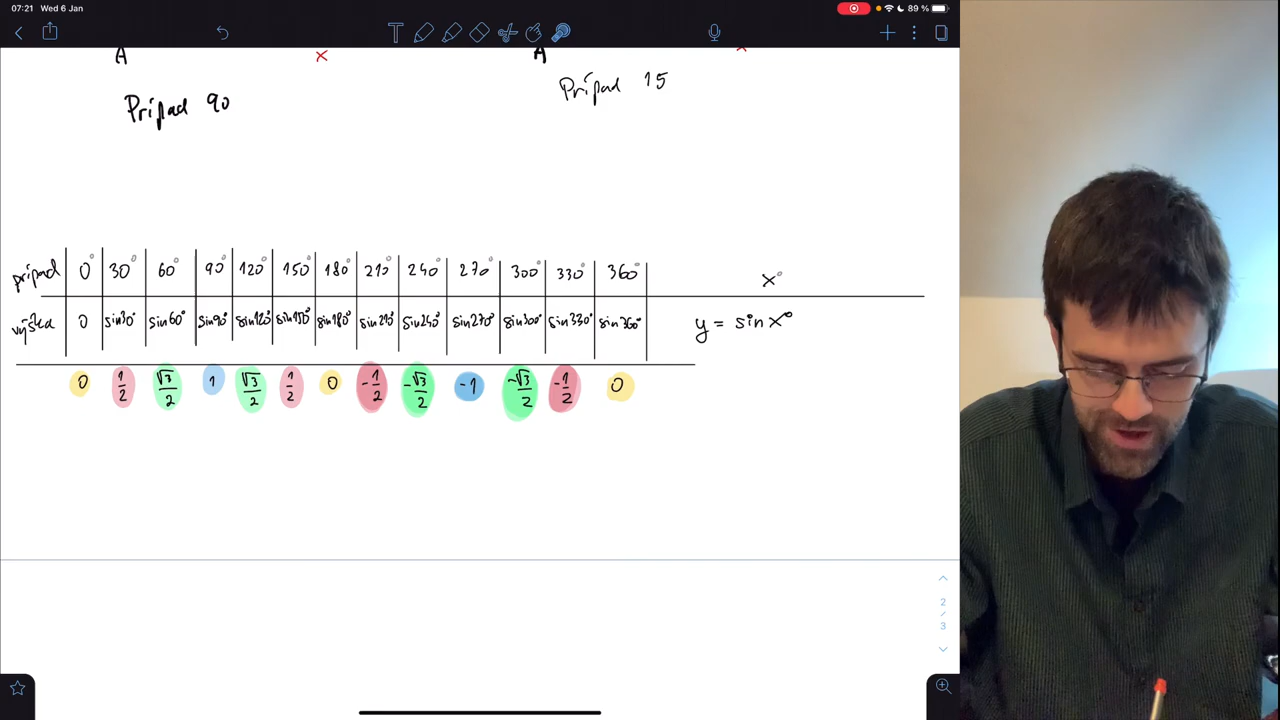 07:21 Wed 6 Jan
89 %
A × A
Prípad 90
Prípad 15
prípad 0° 30° 60° 90° 120° 150° 180° 210° 240° 270° 300° 330° 360° x°
výška 0 sin30° sin60° sin90° sin120° sin150° sin180° sin210° sin240° sin270° sin300° sin330° sin360° y = sin x°
0 1/2 √3/2 1 √3/2 1/2 0 -1/2 -√3/2 -1 -√3/2 -1/2 0
2
/
3